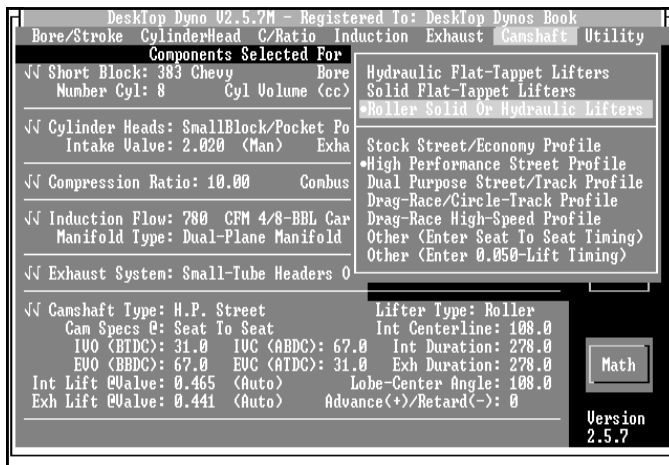 DeskTop Dyno V2.5.7M - Registered To: DeskTop Dynos Book
Bore/Stroke CylinderHead C/Ratio Induction Exhaust Camshaft Utility
Components Selected For
√√ Short Block: 383 Chevy Bore
Number Cyl: 8 Cyl Volume (cc)
√√ Cylinder Heads: SmallBlock/Pocket Po
Intake Valve: 2.020 (Man) Exha
√√ Compression Ratio: 10.00 Combus
√√ Induction Flow: 780 CFM 4/8-BBL Car
Manifold Type: Dual-Plane Manifold
√√ Exhaust System: Small-Tube Headers O
Hydraulic Flat-Tappet Lifters
Solid Flat-Tappet Lifters
•Roller Solid Or Hydraulic Lifters
Stock Street/Economy Profile
•High Performance Street Profile
Dual Purpose Street/Track Profile
Drag-Race/Circle-Track Profile
Drag-Race High-Speed Profile
Other (Enter Seat To Seat Timing)
Other (Enter 0.050-Lift Timing)
√√ Camshaft Type: H.P. Street Lifter Type: Roller
Cam Specs @: Seat To Seat Int Centerline: 108.0
IVO (BTDC): 31.0 IVC (ABDC): 67.0 Int Duration: 278.0
EVO (BBDC): 67.0 EVC (ATDC): 31.0 Exh Duration: 278.0
Int Lift @Valve: 0.465 (Auto) Lobe-Center Angle: 108.0
Exh Lift @Valve: 0.441 (Auto) Advance(+)/Retard(-): 0
Math
Version
2.5.7